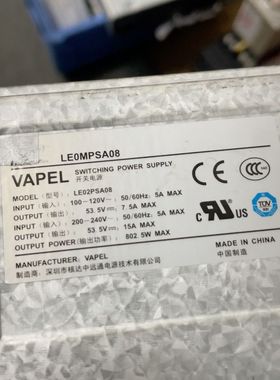 LE0MPSA08
VAPEL SWITCHING POWER SUPPLY
开关电源
MODEL (型号): LE02PSA08
INPUT (输入): 100-120V~, 50/60Hz; 5A MAX
OUTPUT (输出): 53.5V⎓ 7.5A MAX
INPUT (输入): 200-240V~, 50/60Hz; 5A MAX
OUTPUT (输出): 53.5V⎓ 15A MAX
OUTPUT POWER (输出功率): 802.5W MAX
MANUFACTURER: VAPEL
制造商: 深圳市核达中远通电源技术有限公司
CCC
c RU US
TÜV
MADE IN CHINA
中国制造